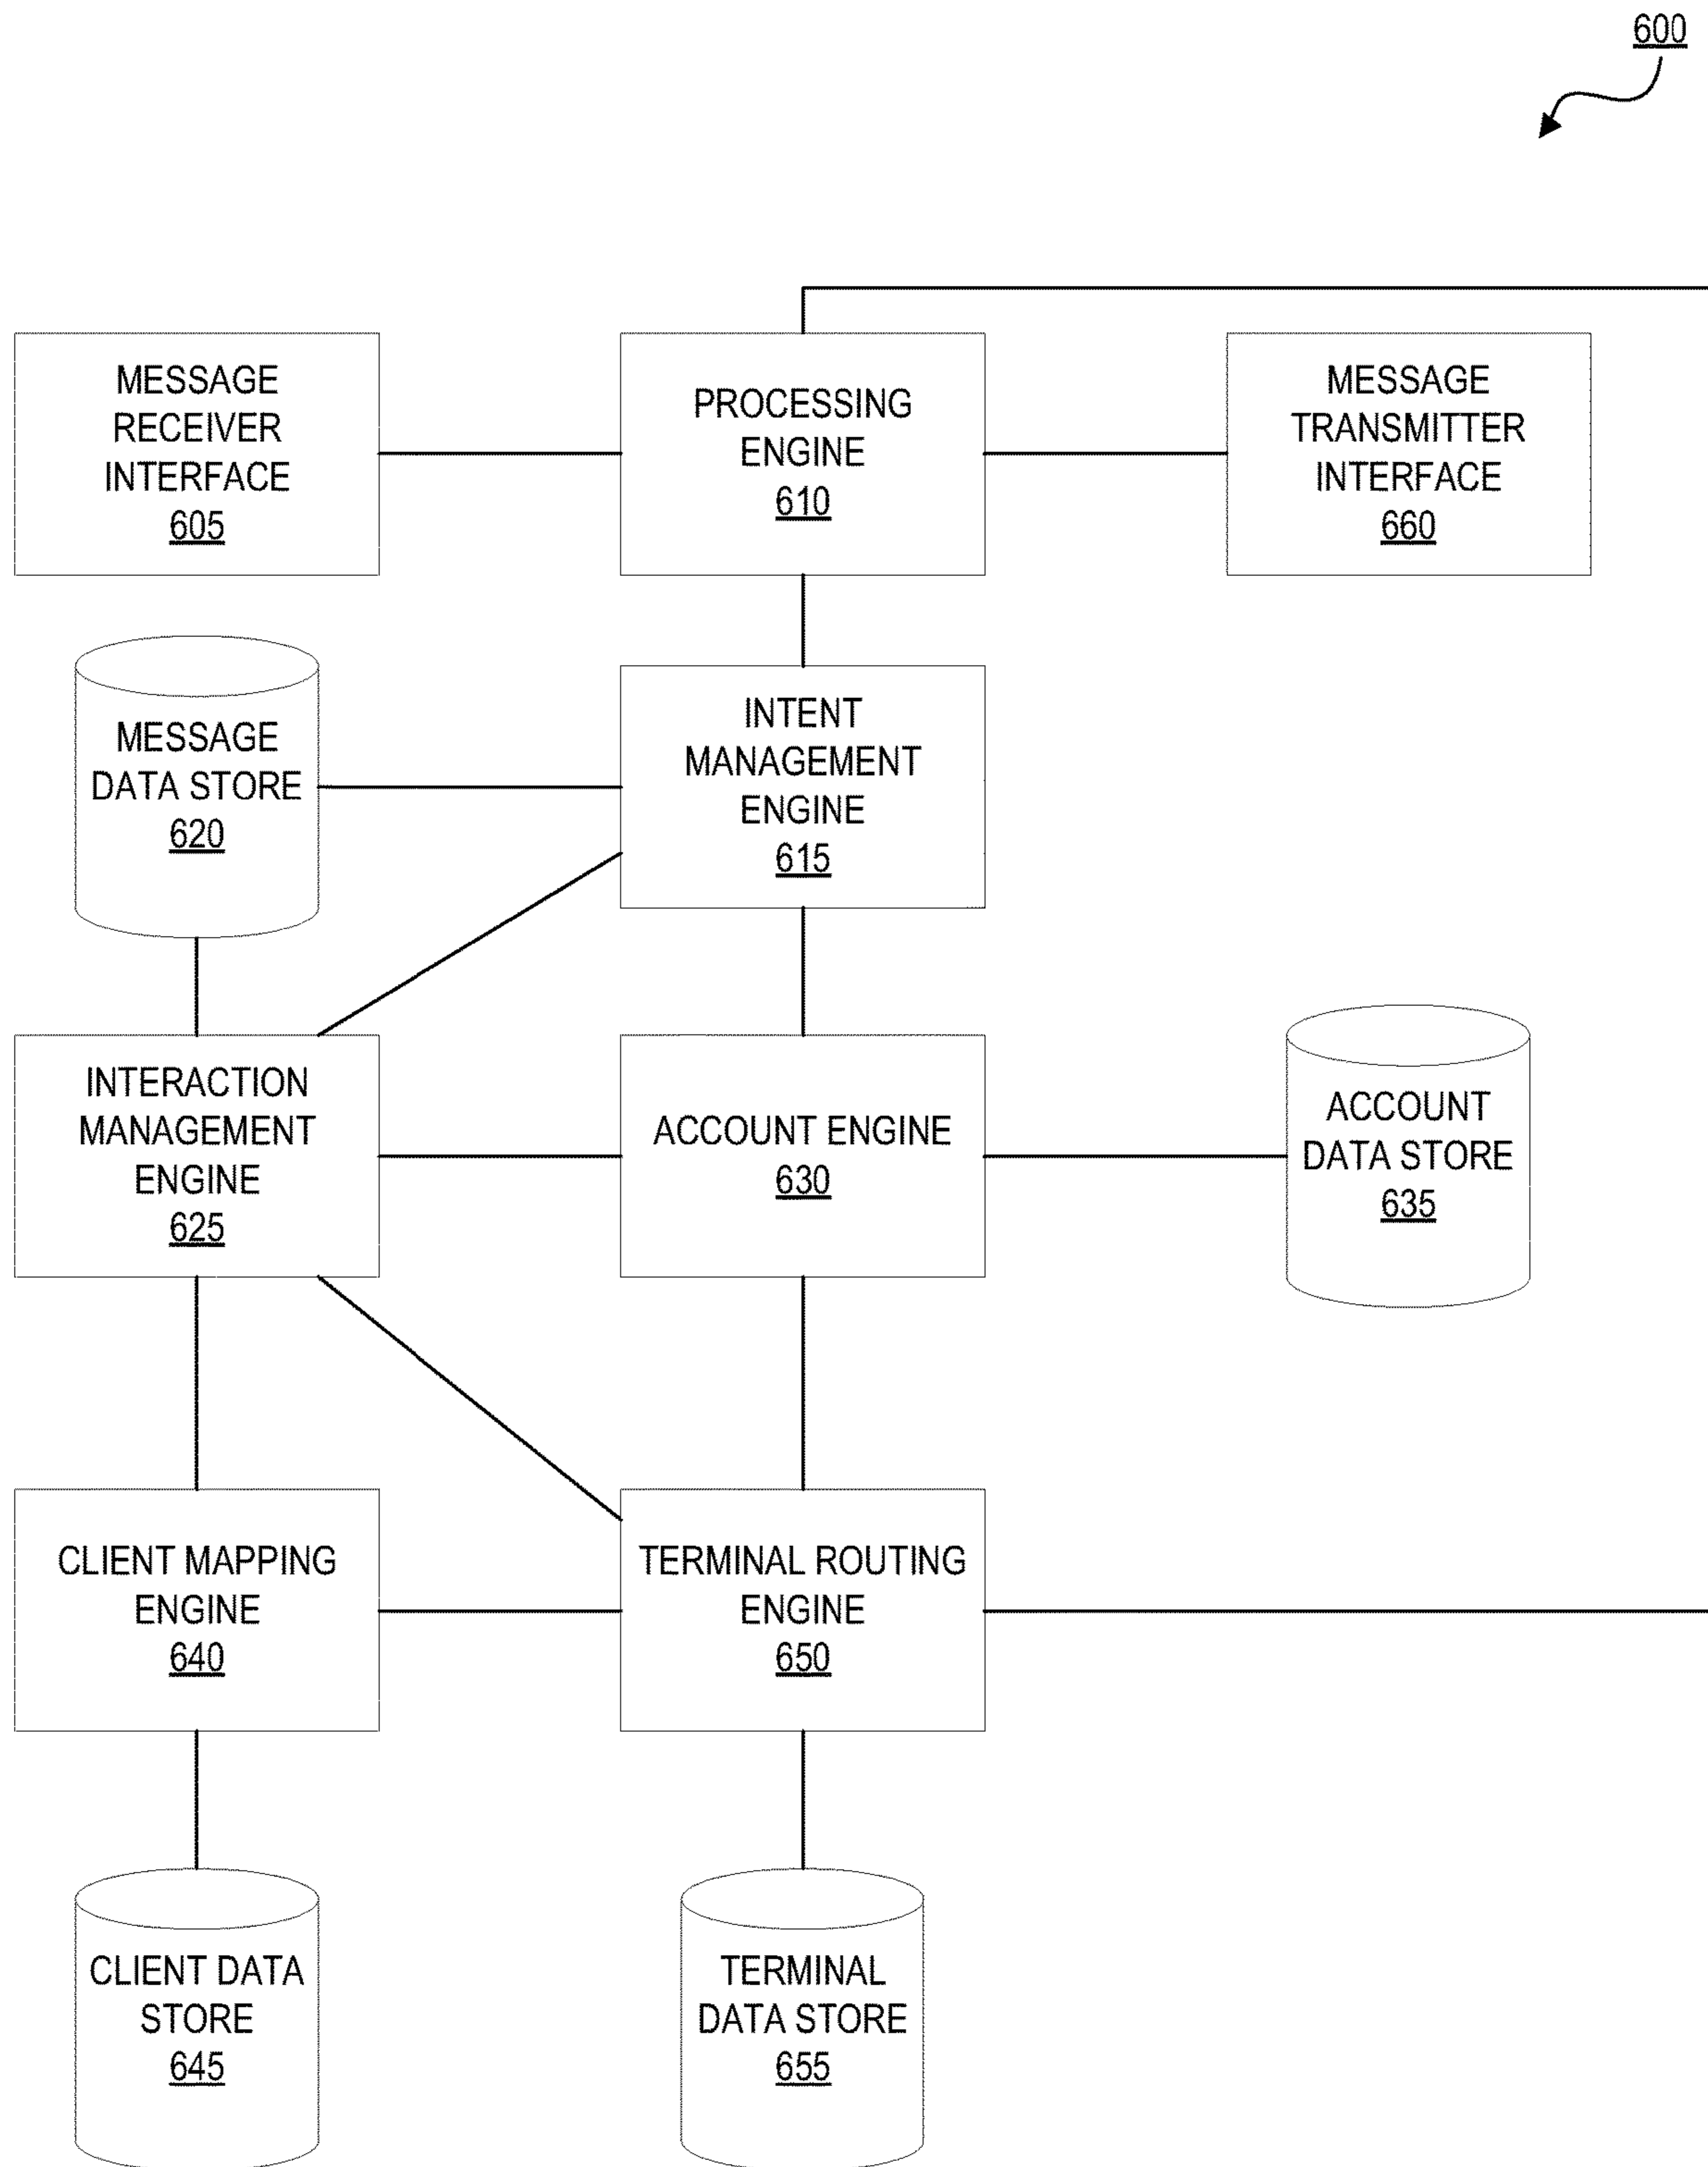 600
MESSAGE
RECEIVER
INTERFACE
605
PROCESSING
ENGINE
610
MESSAGE
TRANSMITTER
INTERFACE
660
MESSAGE
DATA STORE
620
INTENT
MANAGEMENT
ENGINE
615
INTERACTION
MANAGEMENT
ENGINE
625
ACCOUNT ENGINE
630
ACCOUNT
DATA STORE
635
CLIENT MAPPING
ENGINE
640
TERMINAL ROUTING
ENGINE
650
CLIENT DATA
STORE
645
TERMINAL
DATA STORE
655